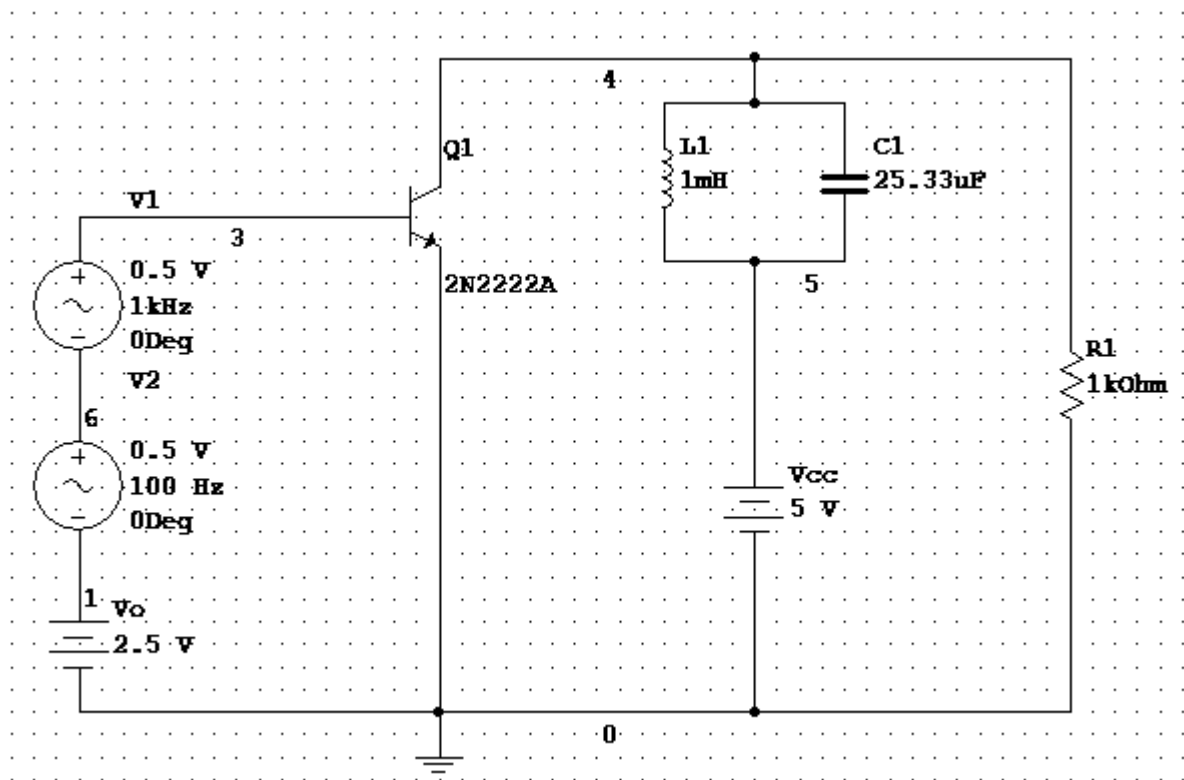 4
Q1
L1
1mH
C1
25.33uF
V1
3
2N2222A
5
0.5 V
1kHz
0Deg
V2
R1
1kOhm
6
0.5 V
100 Hz
0Deg
Vcc
5 V
1
Vo
2.5 V
0